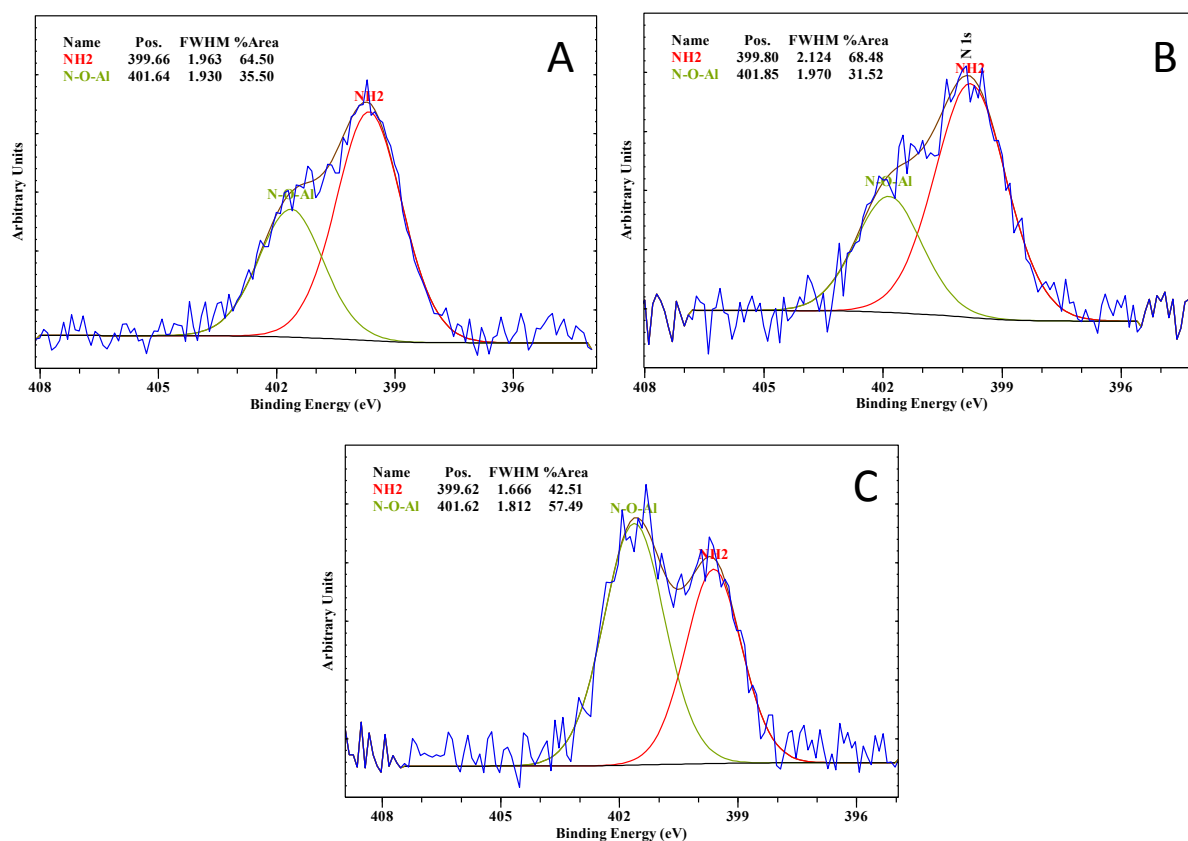 A
Name Pos. FWHM %Area
NH2 399.66 1.963 64.50
N-O-Al 401.64 1.930 35.50
NH2
N-O-Al
Arbitrary Units
408 405 402 399 396
Binding Energy (eV)
B
Name Pos. FWHM %Area
NH2 399.80 2.124 68.48
N-O-Al 401.85 1.970 31.52
N 1s
NH2
N-O-Al
Arbitrary Units
408 405 402 399 396
Binding Energy (eV)
C
Name Pos. FWHM %Area
NH2 399.62 1.666 42.51
N-O-Al 401.62 1.812 57.49
N-O-Al
NH2
Arbitrary Units
408 405 402 399 396
Binding Energy (eV)